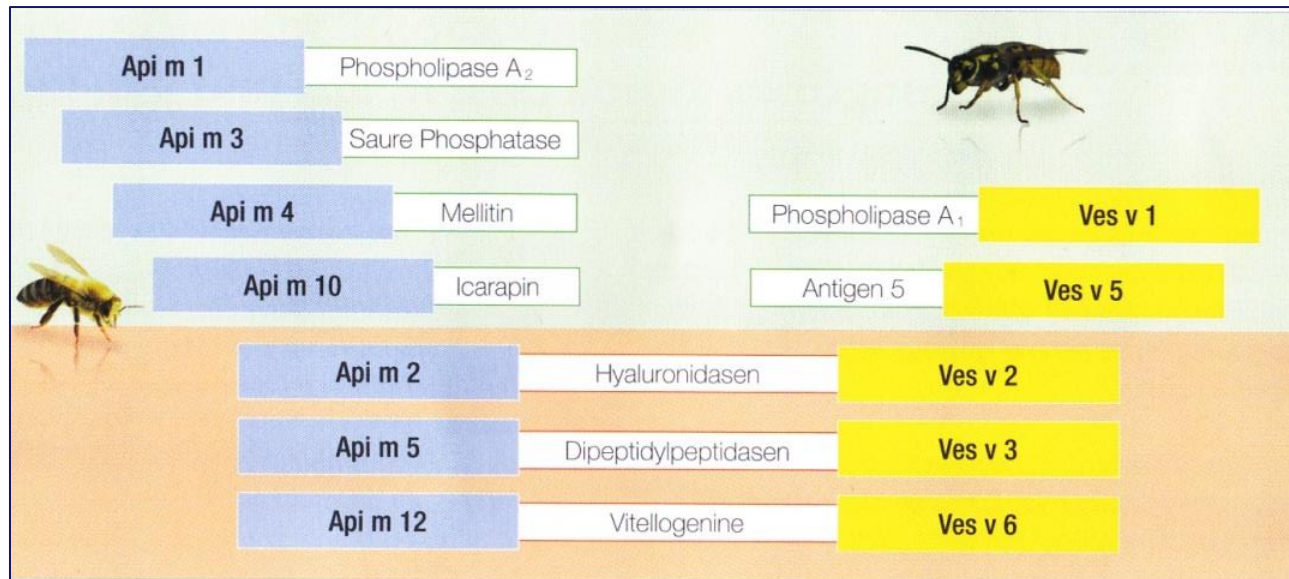 Api m 1 Phospholipase A₂
Api m 3 Saure Phosphatase
Api m 4 Mellitin Phospholipase A₁ Ves v 1
Api m 10 Icarapin Antigen 5 Ves v 5
Api m 2 Hyaluronidasen Ves v 2
Api m 5 Dipeptidylpeptidasen Ves v 3
Api m 12 Vitellogenine Ves v 6